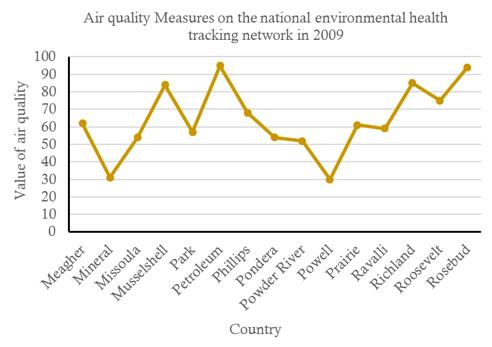 Air quality Measures on the national environmental health
tracking network in 2009
Value of air quality
100
90
80
70
60
50
40
30
20
10
0
Meagher
Mineral
Missoula
Musselshell
Park
Petroleum
Phillips
Pondera
Powder River
Powell
Prairie
Ravalli
Richland
Roosevelt
Rosebud
Country